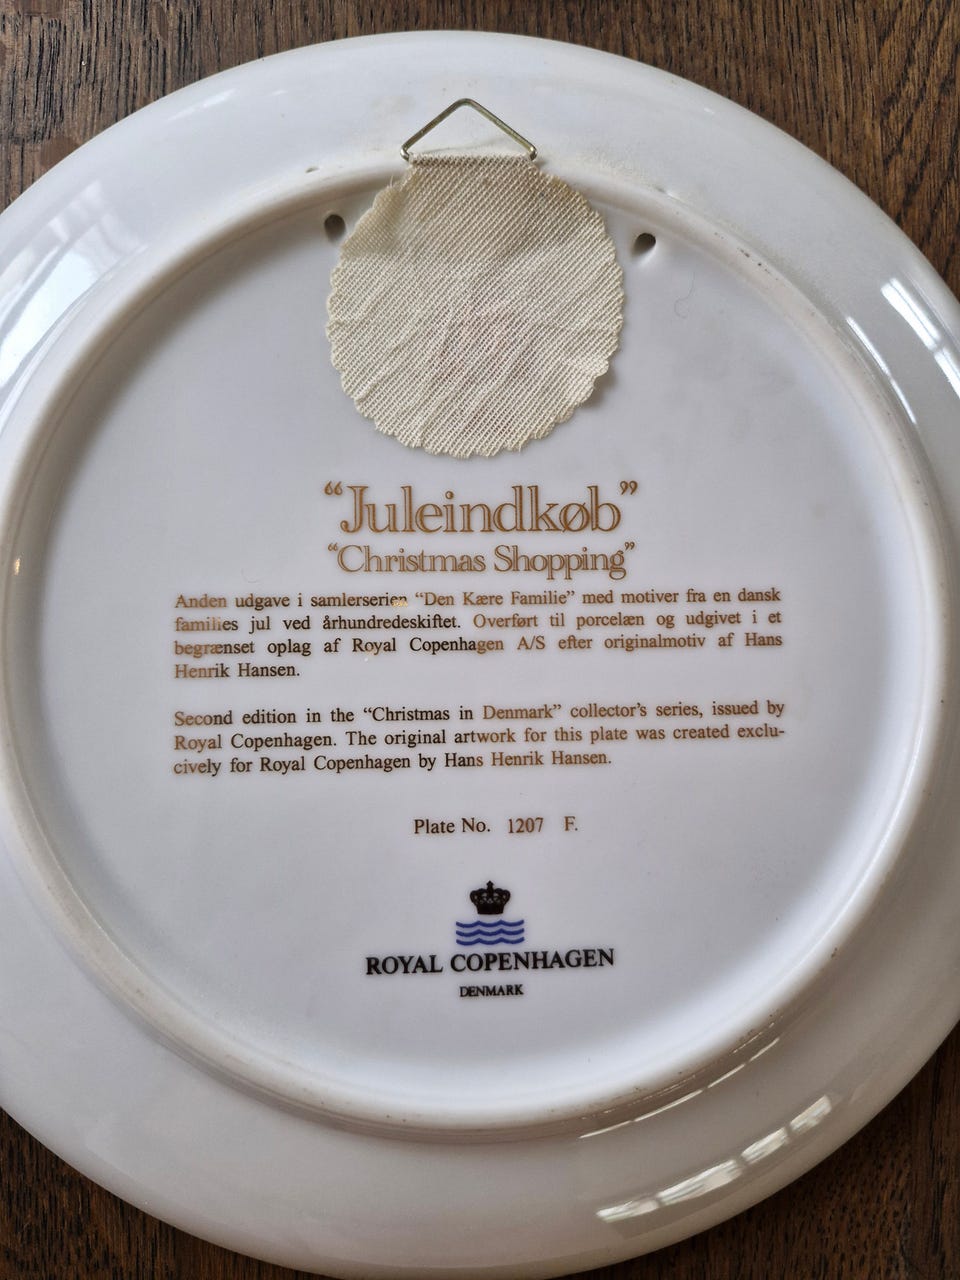 “Juleindkøb”
“Christmas Shopping”
Anden udgave i samlerserien “Den Kære Familie” med motiver fra en dansk
families jul ved århundredeskiftet. Overført til porcelæn og udgivet i et
begrænset oplag af Royal Copenhagen A/S efter originalmotiv af Hans
Henrik Hansen.
Second edition in the “Christmas in Denmark” collector’s series, issued by
Royal Copenhagen. The original artwork for this plate was created exclu-
cively for Royal Copenhagen by Hans Henrik Hansen.
Plate No. 1207 F.
ROYAL COPENHAGEN
DENMARK